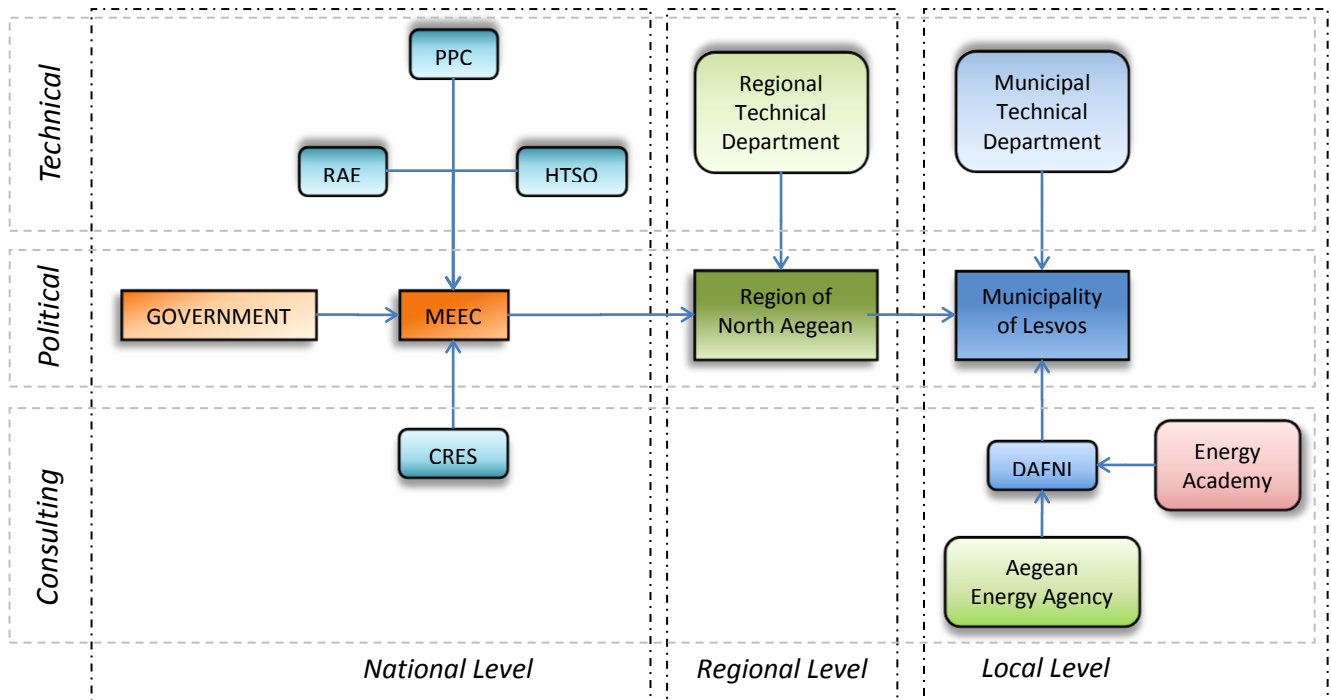 Technical
PPC
RAE
HTSO
Regional
Technical
Department
Municipal
Technical
Department
Political
GOVERNMENT
MEEC
Region of
North Aegean
Municipality
of Lesvos
Consulting
CRES
DAFNI
Energy
Academy
Aegean
Energy Agency
National Level
Regional Level
Local Level